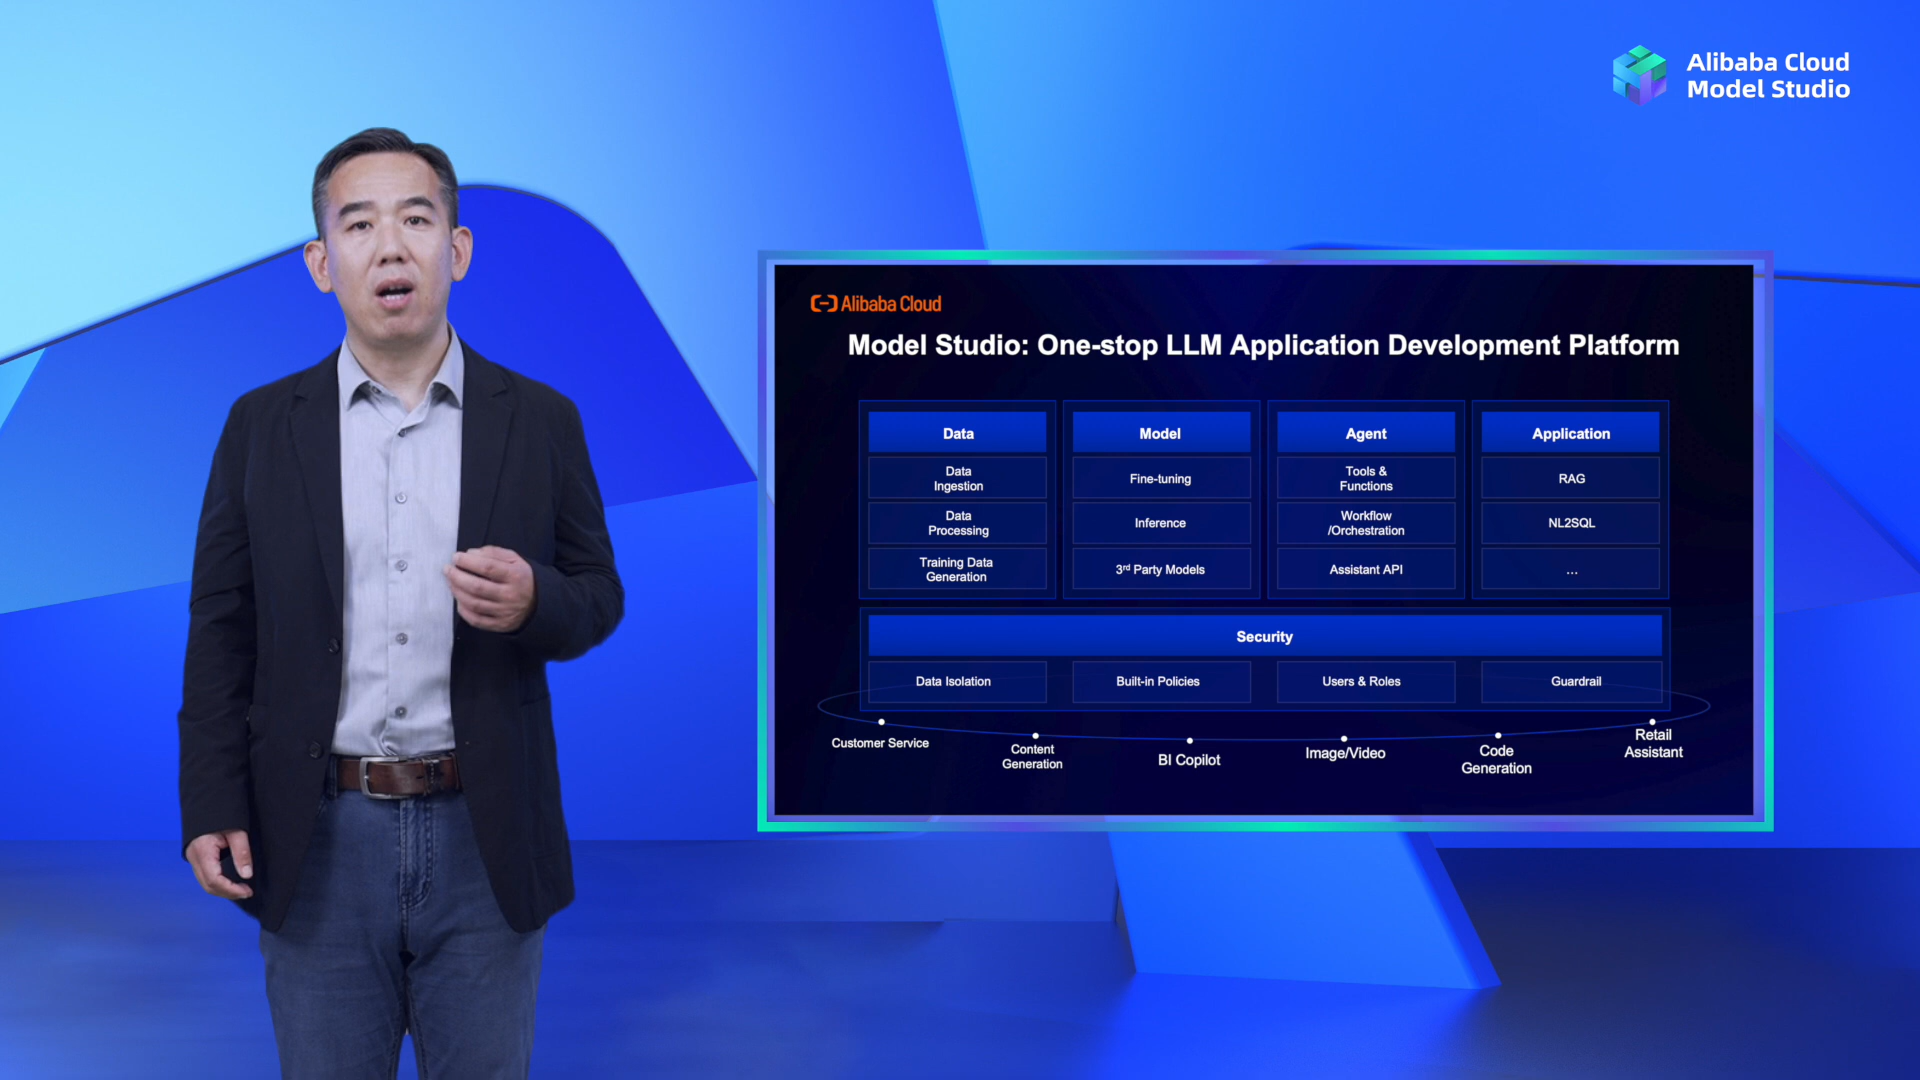 Alibaba Cloud
Model Studio
Alibaba Cloud
Model Studio: One-stop LLM Application Development Platform
Data
Data
Ingestion
Data
Processing
Training Data
Generation
Model
Fine-tuning
Inference
3rd Party Models
Agent
Tools &
Functions
Workflow
/Orchestration
Assistant API
Application
RAG
NL2SQL
...
Security
Data Isolation
Built-in Policies
Users & Roles
Guardrail
Customer Service
Content
Generation
BI Copilot
Image/Video
Code
Generation
Retail
Assistant